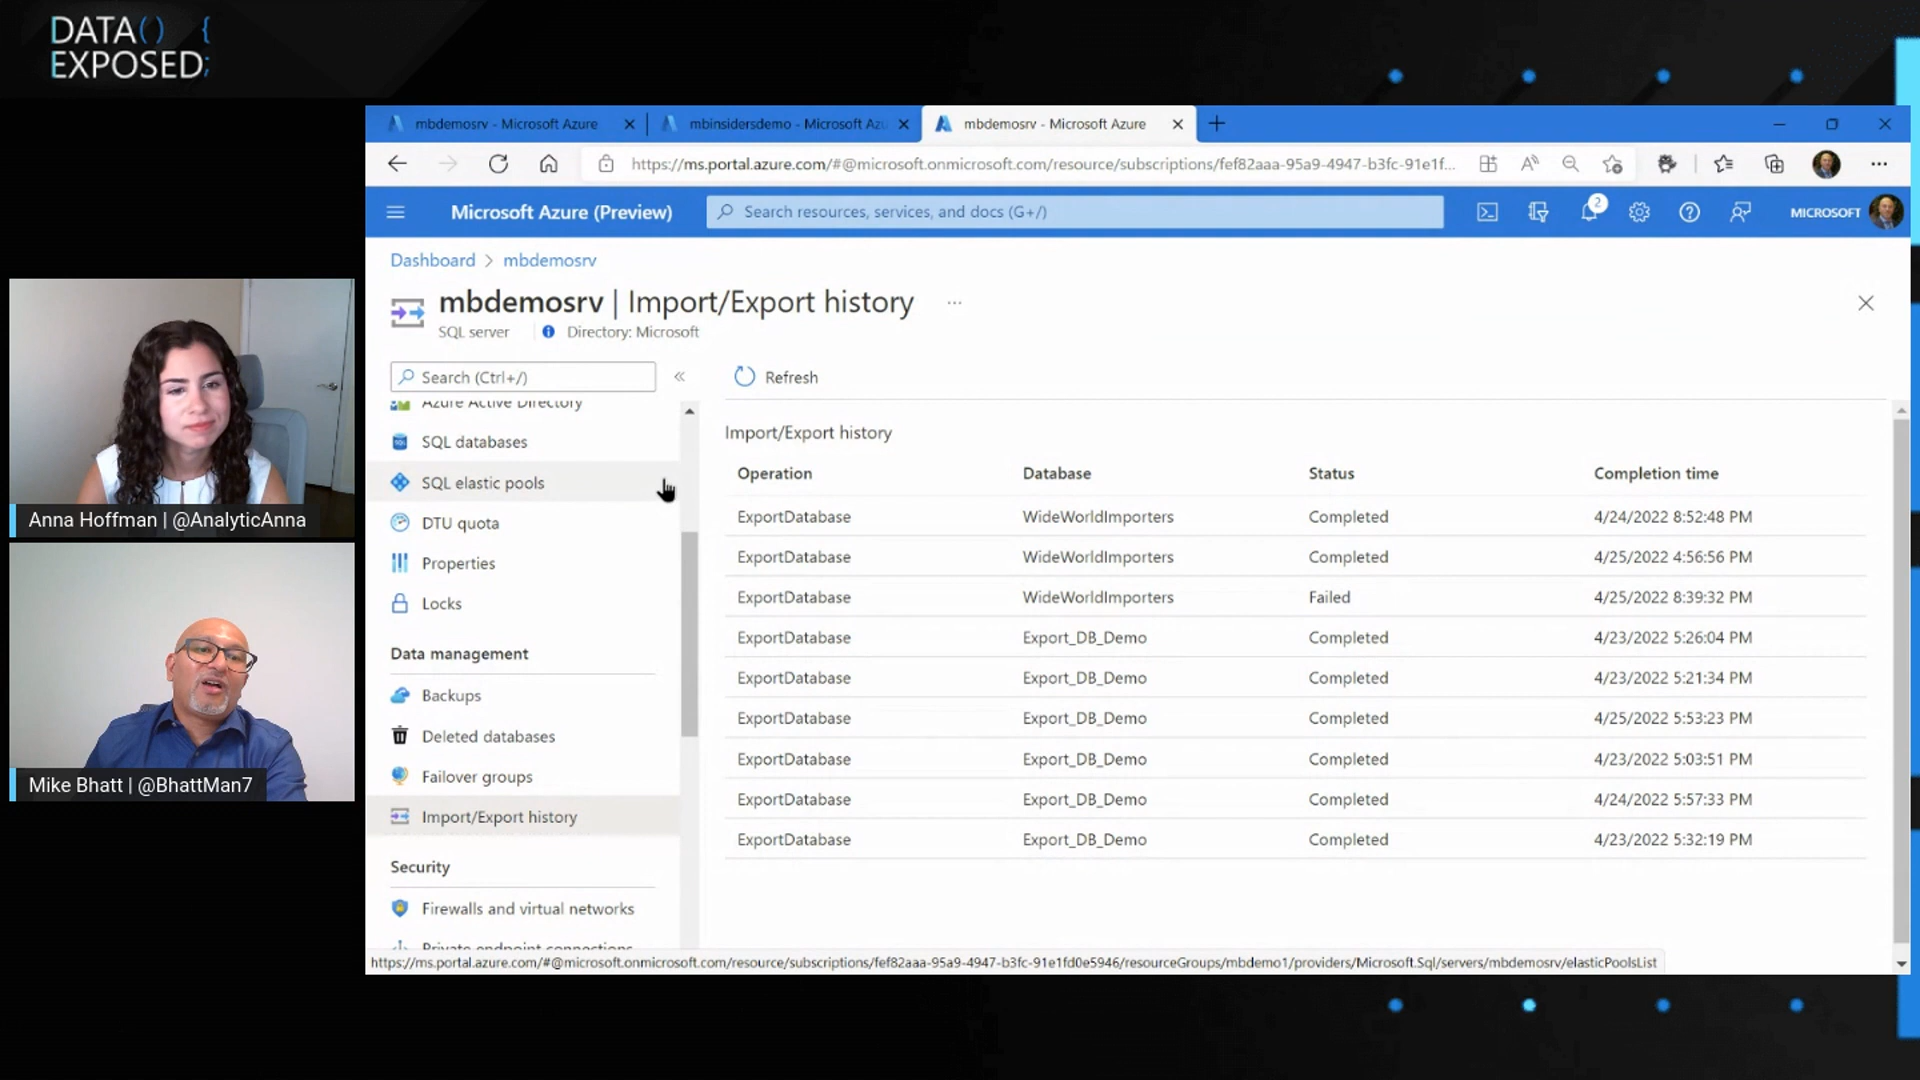 DATA() {
EXPOSED;
mbdemosrv - Microsoft Azure
mbinsidersdemo - Microsoft Azu
mbdemosrv - Microsoft Azure
https://ms.portal.azure.com/#@microsoft.onmicrosoft.com/resource/subscriptions/fef82aaa-95a9-4947-b3fc-91e1f...
Microsoft Azure (Preview)
Search resources, services, and docs (G+/)
2
MICROSOFT
Dashboard > mbdemosrv
mbdemosrv | Import/Export history ...
SQL server
Directory: Microsoft
Search (Ctrl+/)
«
Refresh
Azure Active Directory
SQL databases
SQL elastic pools
DTU quota
Properties
Locks
Data management
Backups
Deleted databases
Failover groups
Import/Export history
Security
Firewalls and virtual networks
Private endpoint connections
Import/Export history
Operation Database Status Completion time
ExportDatabase WideWorldImporters Completed 4/24/2022 8:52:48 PM
ExportDatabase WideWorldImporters Completed 4/25/2022 4:56:56 PM
ExportDatabase WideWorldImporters Failed 4/25/2022 8:39:32 PM
ExportDatabase Export_DB_Demo Completed 4/23/2022 5:26:04 PM
ExportDatabase Export_DB_Demo Completed 4/23/2022 5:21:34 PM
ExportDatabase Export_DB_Demo Completed 4/25/2022 5:53:23 PM
ExportDatabase Export_DB_Demo Completed 4/23/2022 5:03:51 PM
ExportDatabase Export_DB_Demo Completed 4/24/2022 5:57:33 PM
ExportDatabase Export_DB_Demo Completed 4/23/2022 5:32:19 PM
https://ms.portal.azure.com/#@microsoft.onmicrosoft.com/resource/subscriptions/fef82aaa-95a9-4947-b3fc-91e1fd0e5946/resourceGroups/mbdemo1/providers/Microsoft.Sql/servers/mbdemosrv/elasticPoolsList
Anna Hoffman | @AnalyticAnna
Mike Bhatt | @BhattMan7